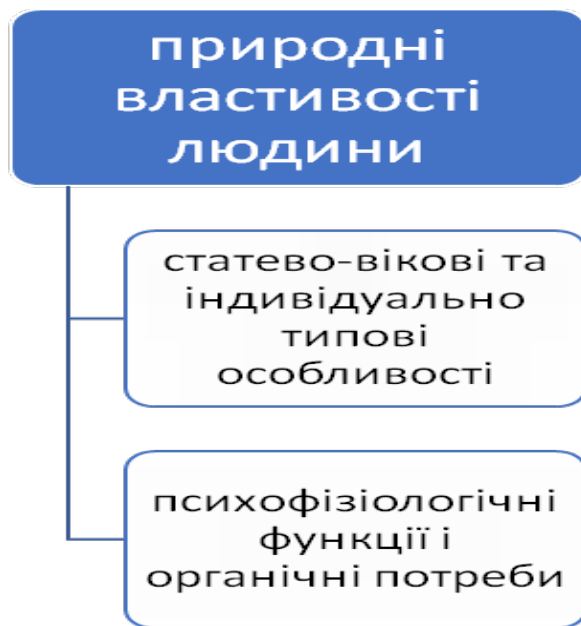 природні
властивості
людини
статево-вікові та
індивідуально
типові
особливості
психофізіологічні
функції і
органічні потреби